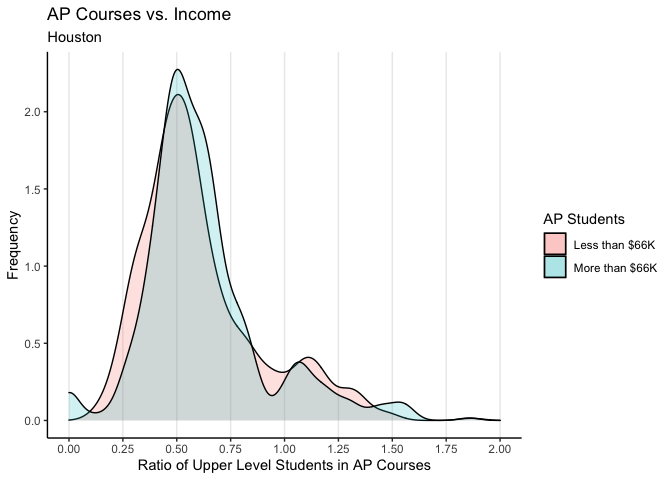 AP Courses vs. Income
Houston
Frequency
2.0
1.5
1.0
0.5
0.0
0.00 0.25 0.50 0.75 1.00 1.25 1.50 1.75 2.00
Ratio of Upper Level Students in AP Courses
AP Students
Less than $66K
More than $66K